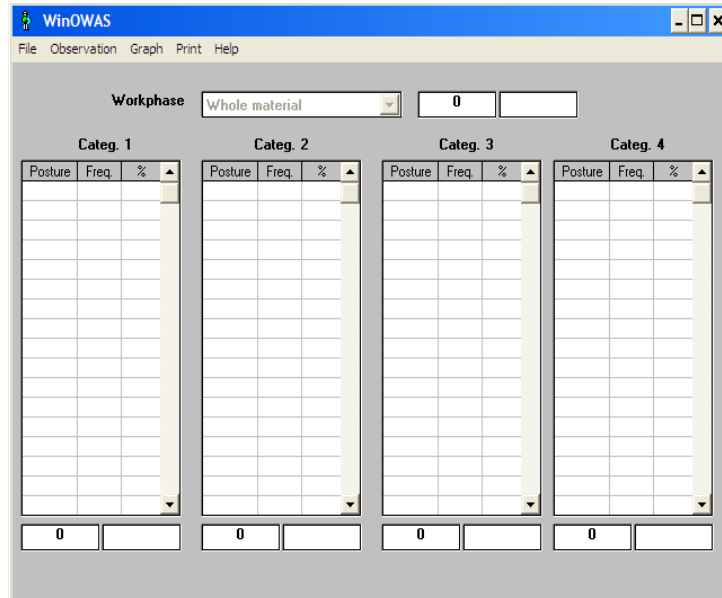 WinOWAS
File Observation Graph Print Help
Workphase Whole material 0
Categ. 1 Categ. 2 Categ. 3 Categ. 4
Posture Freq. % Posture Freq. % Posture Freq. % Posture Freq. %
0 0 0 0